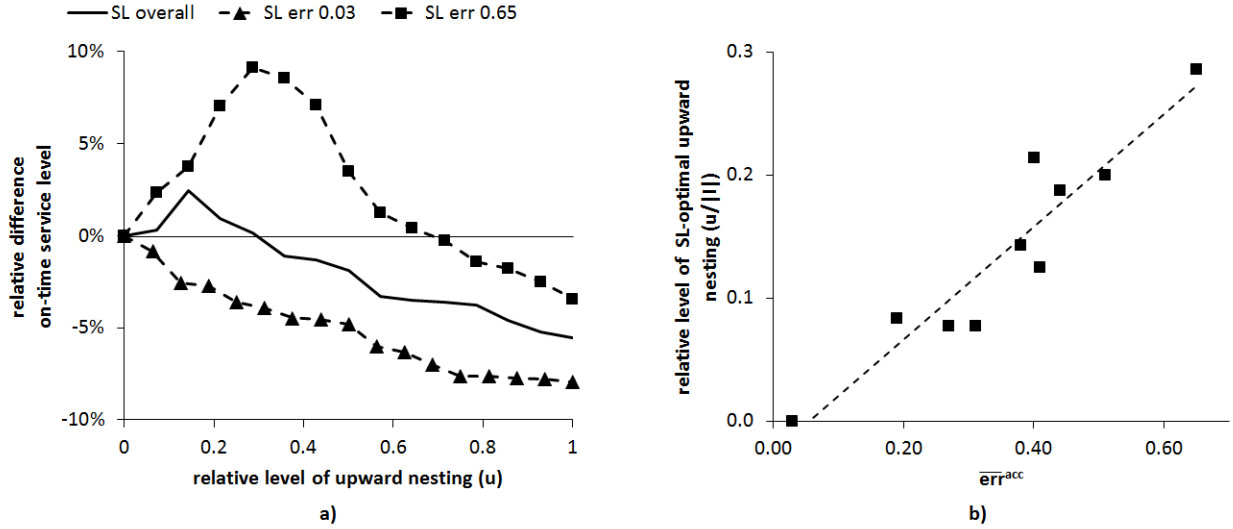 SL overall SL err 0.03 SL err 0.65
10%
5%
0%
-5%
-10%
relative difference
on-time service level
0 0.2 0.4 0.6 0.8 1
relative level of upward nesting (u)
a)
0.3
0.2
0.1
0.0
relative level of SL-optimal upward
nesting (u/|I|)
0.00 0.20 0.40 0.60
e̅r̅r̅ᵃᶜᶜ
b)